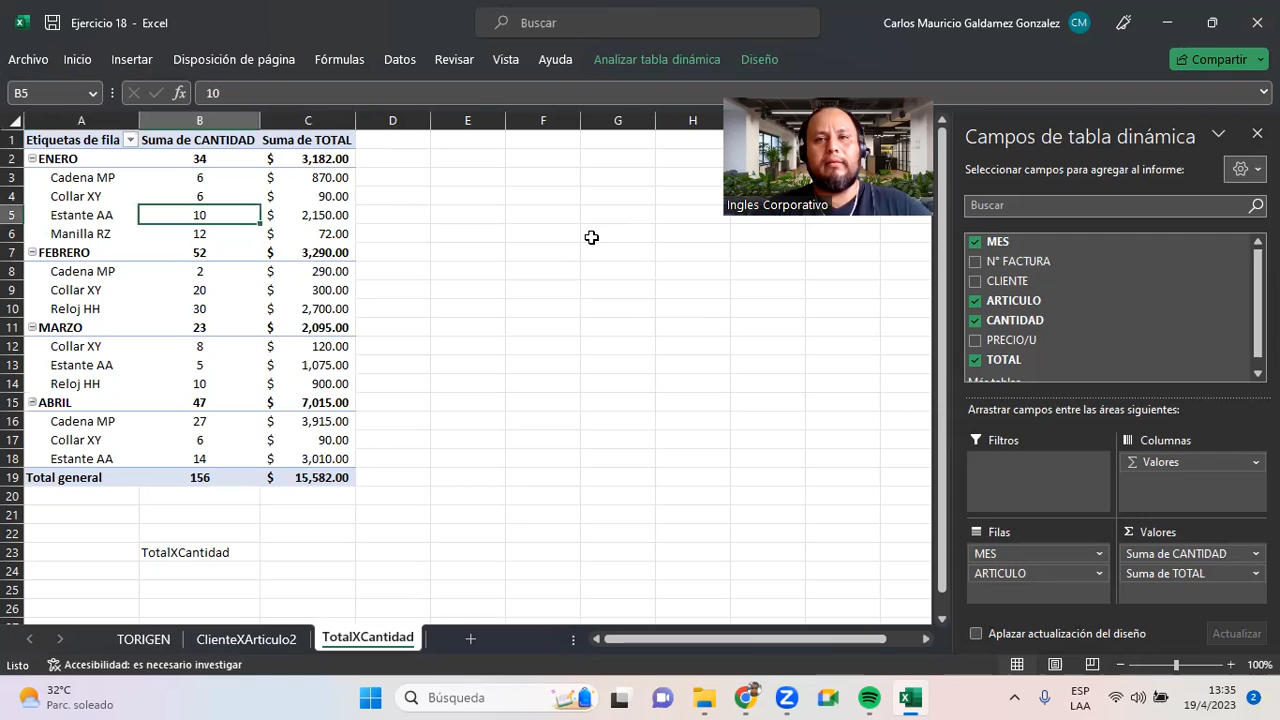 Ejercicio 18 - Excel
Buscar
Carlos Mauricio Galdamez Gonzalez
CM
Archivo Inicio Insertar Disposición de página Fórmulas Datos Revisar Vista Ayuda Analizar tabla dinámica Diseño
Compartir
B5
fx
10
A B C D E F G H
1 Etiquetas de fila Suma de CANTIDAD Suma de TOTAL
2 ENERO 34 $ 3,182.00
3 Cadena MP 6 $ 870.00
4 Collar XY 6 $ 90.00
5 Estante AA 10 $ 2,150.00
6 Manilla RZ 12 $ 72.00
7 FEBRERO 52 $ 3,290.00
8 Cadena MP 2 $ 290.00
9 Collar XY 20 $ 300.00
10 Reloj HH 30 $ 2,700.00
11 MARZO 23 $ 2,095.00
12 Collar XY 8 $ 120.00
13 Estante AA 5 $ 1,075.00
14 Reloj HH 10 $ 900.00
15 ABRIL 47 $ 7,015.00
16 Cadena MP 27 $ 3,915.00
17 Collar XY 6 $ 90.00
18 Estante AA 14 $ 3,010.00
19 Total general 156 $ 15,582.00
20
21
22
23 TotalXCantidad
24
25
26
Ingles Corporativo
Campos de tabla dinámica
Seleccionar campos para agregar al informe:
Buscar
MES
N° FACTURA
CLIENTE
ARTICULO
CANTIDAD
PRECIO/U
TOTAL
Más tablas
Arrastrar campos entre las áreas siguientes:
Filtros
Columnas
Σ Valores
Filas
MES
ARTICULO
Σ Valores
Suma de CANTIDAD
Suma de TOTAL
Aplazar actualización del diseño
Actualizar
TORIGEN ClienteXArticulo2 TotalXCantidad
Listo
Accesibilidad: es necesario investigar
100%
32°C
Parc. soleado
Búsqueda
ESP
LAA
13:35
19/4/2023
2